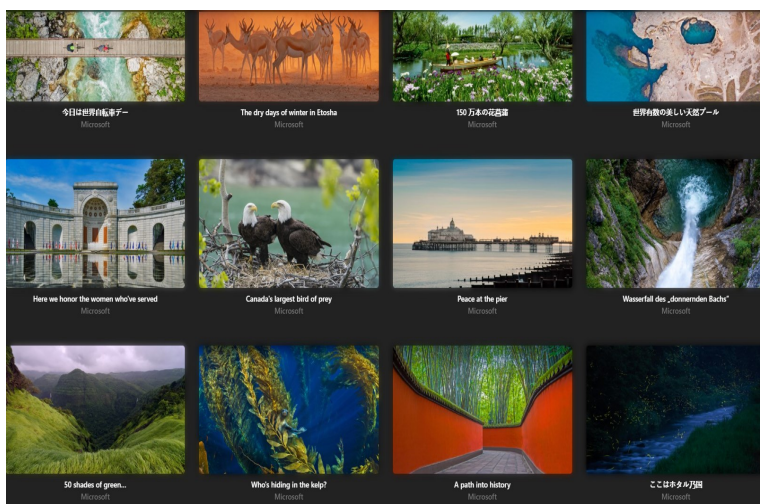 今日は世界自転車デー
Microsoft
The dry days of winter in Etosha
Microsoft
150 万本の花菖蒲
Microsoft
世界有数の美しい天然プール
Microsoft
Here we honor the women who've served
Microsoft
Canada's largest bird of prey
Microsoft
Peace at the pier
Microsoft
Wasserfall des „donnernden Bachs“
Microsoft
50 shades of green...
Microsoft
Who's hiding in the kelp?
Microsoft
A path into history
Microsoft
ここはホタル乃国
Microsoft